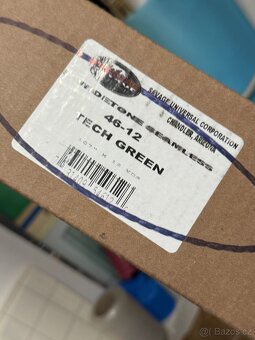 SAVAGE UNIVERSAL CORPORATION
CHANDLER, ARIZONA
WIDETONE SEAMLESS
46-12
TECH GREEN
Bazos.cz